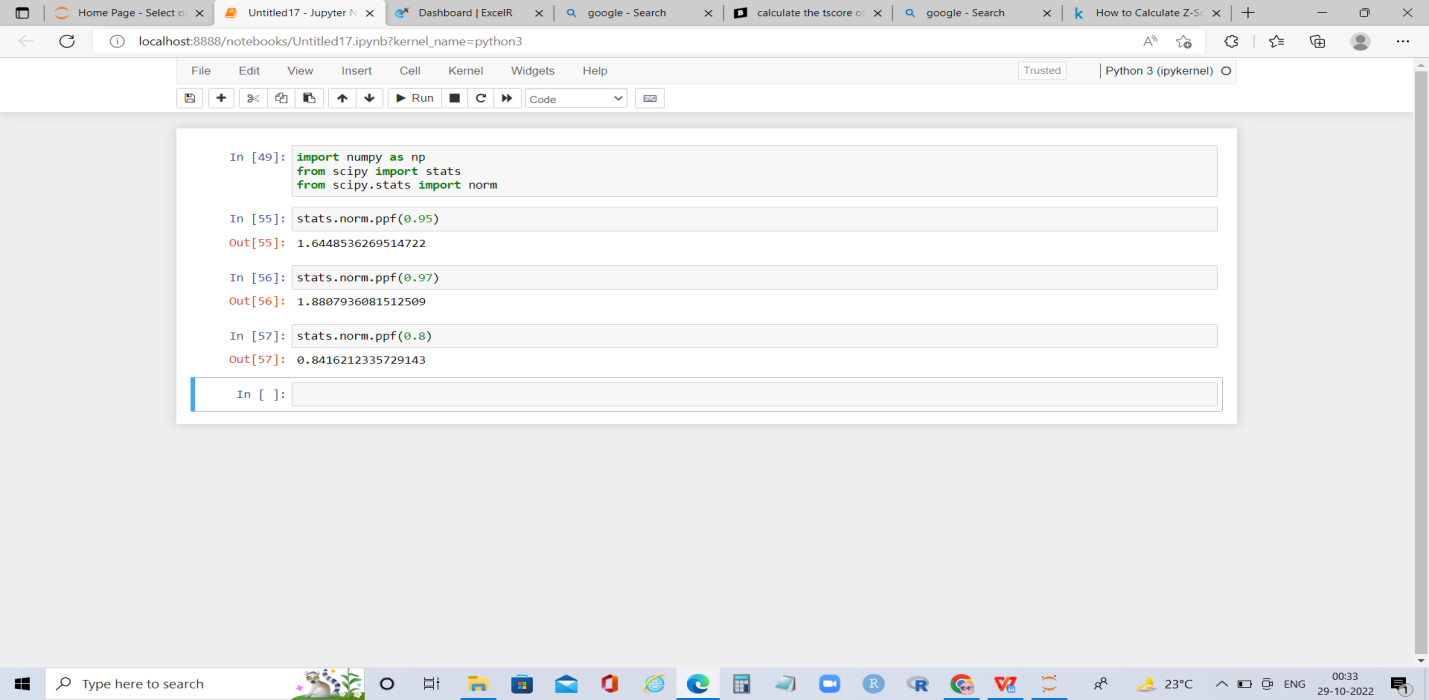 Home Page - Select or
Untitled17 - Jupyter N
Dashboard | ExcelR
google - Search
calculate the tscore of
google - Search
How to Calculate Z-Sc
localhost:8888/notebooks/Untitled17.ipynb?kernel_name=python3
File Edit View Insert Cell Kernel Widgets Help
Trusted
Python 3 (ipykernel)
Run
Code
In [49]: import numpy as np
from scipy import stats
from scipy.stats import norm
In [55]: stats.norm.ppf(0.95)
Out[55]: 1.6448536269514722
In [56]: stats.norm.ppf(0.97)
Out[56]: 1.8807936081512509
In [57]: stats.norm.ppf(0.8)
Out[57]: 0.8416212335729143
In [ ]:
Type here to search
23°C
ENG
00:33
29-10-2022
1